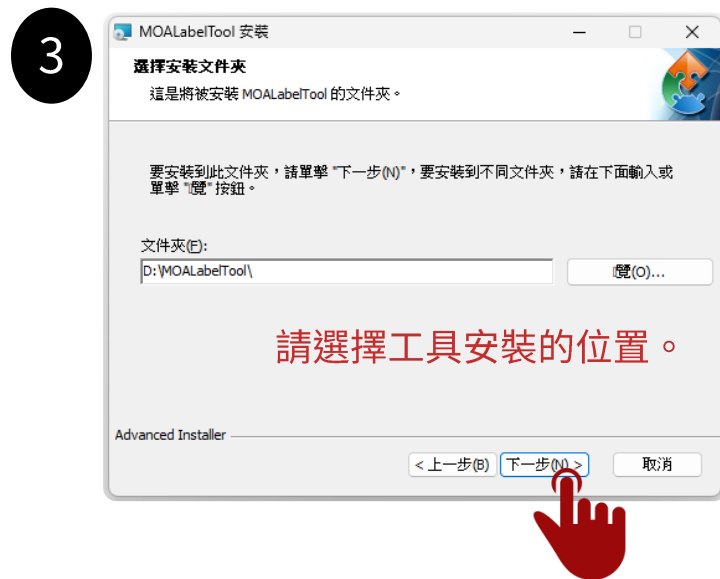 3
MOALabelTool 安裝
選擇安裝文件夾
這是將被安裝 MOALabelTool 的文件夾。
要安裝到此文件夾，請單擊 "下一步(N)"，要安裝到不同文件夾，請在下面輸入或
單擊 "覽" 按鈕。
文件夾(F):
D:\MOALabelTool\
覽(O)...
請選擇工具安裝的位置。
Advanced Installer
< 上一步(B)
下一步(N) >
取消